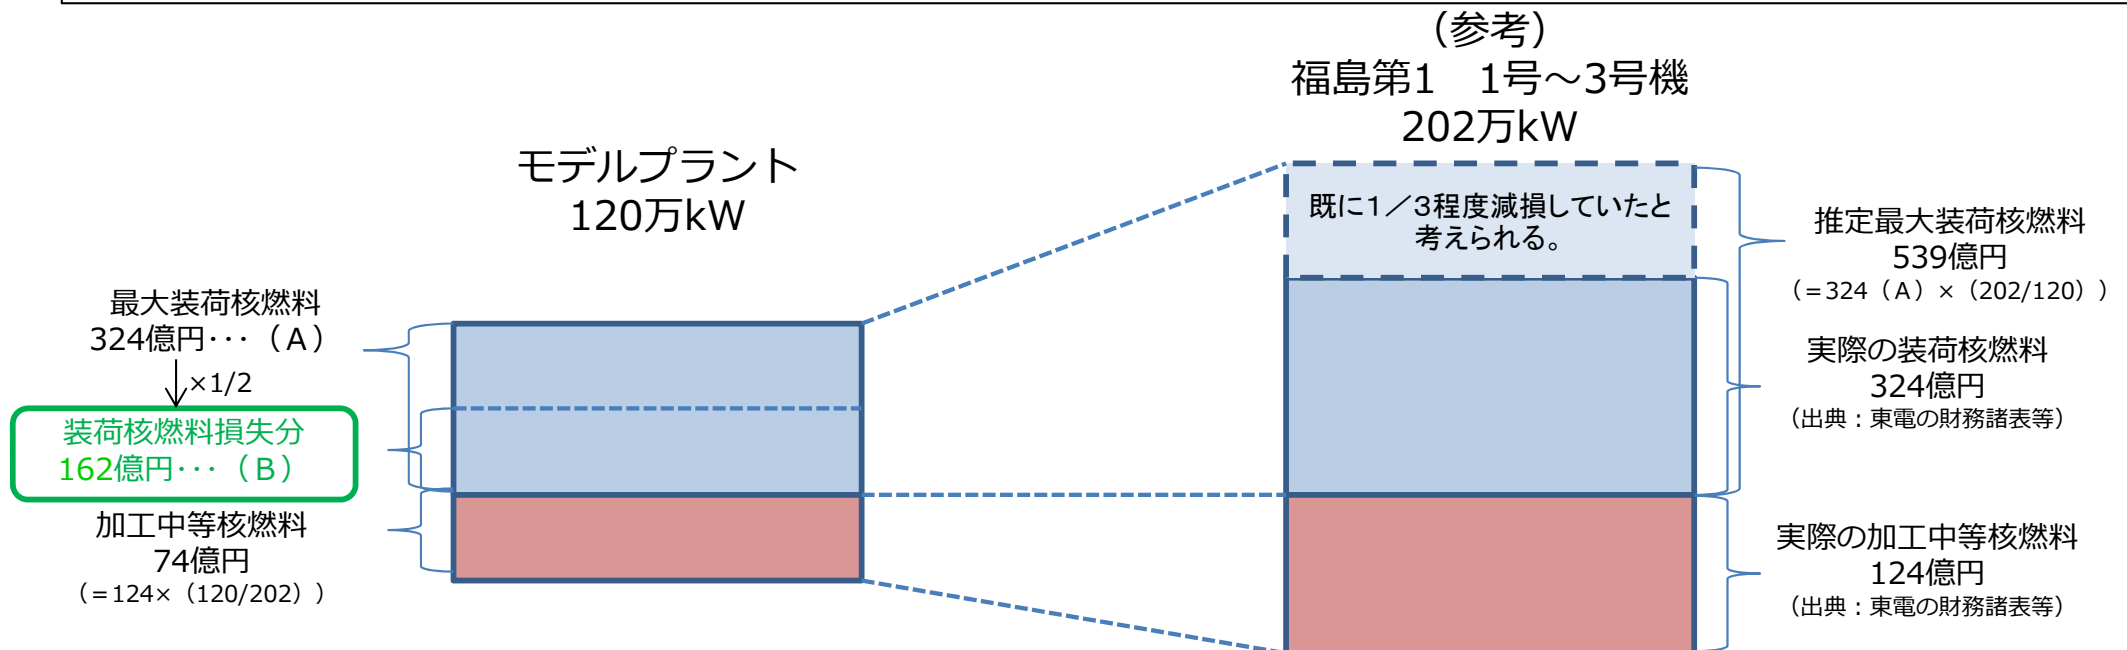 （参考）
福島第1　1号～3号機
202万kW
モデルプラント
120万kW
既に１／３程度減損していたと
考えられる。
最大装荷核燃料
324億円･･･（Ａ）
×1/2
装荷核燃料損失分
162億円･･･（Ｂ）
加工中等核燃料
74億円
（＝124×（120/202））
推定最大装荷核燃料
539億円
（＝324（Ａ）×（202/120））
実際の装荷核燃料
324億円
（出典：東電の財務諸表等）
実際の加工中等核燃料
124億円
（出典：東電の財務諸表等）